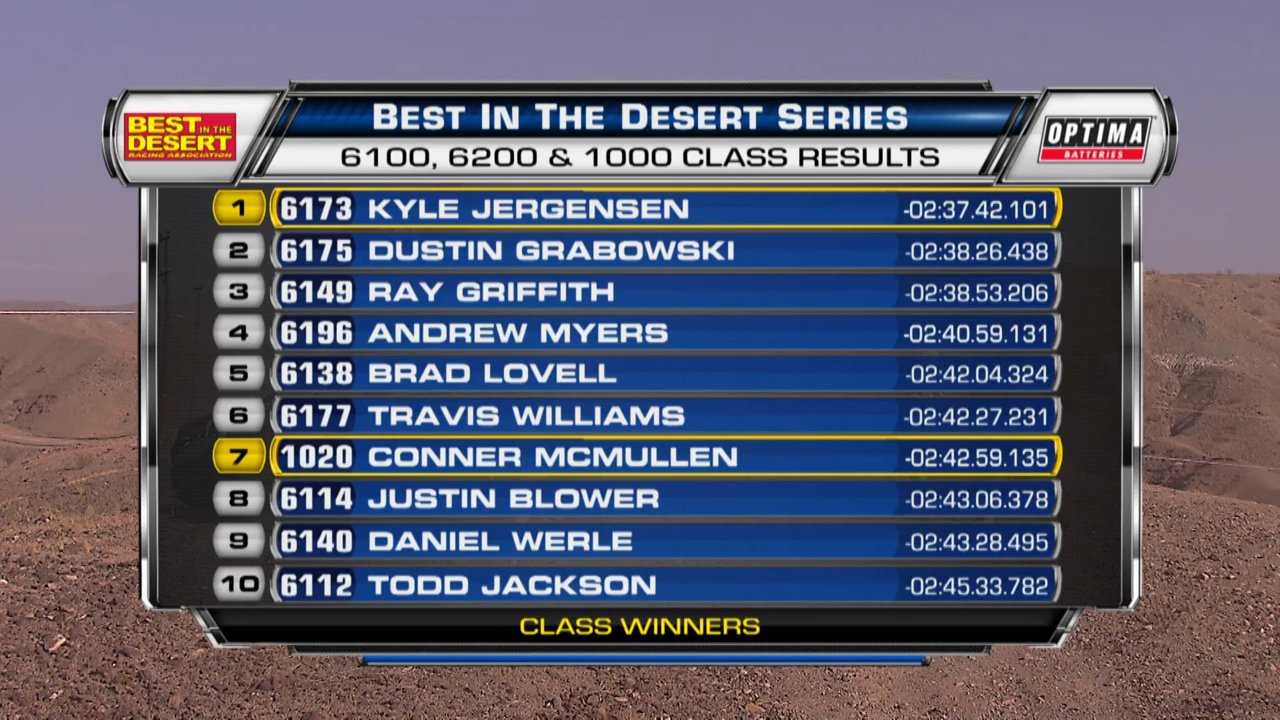 BEST IN THE DESERT SERIES
BEST IN THE
DESERT
RACING ASSOCIATION
6100, 6200 & 1000 CLASS RESULTS
OPTIMA
BATTERIES
1 6173 KYLE JERGENSEN -02:37.42.101
2 6175 DUSTIN GRABOWSKI -02:38.26.438
3 6149 RAY GRIFFITH -02:38.53.206
4 6196 ANDREW MYERS -02:40.59.131
5 6138 BRAD LOVELL -02:42.04.324
6 6177 TRAVIS WILLIAMS -02:42.27.231
7 1020 CONNER MCMULLEN -02:42.59.135
8 6114 JUSTIN BLOWER -02:43.06.378
9 6140 DANIEL WERLE -02:43.28.495
10 6112 TODD JACKSON -02:45.33.782
CLASS WINNERS